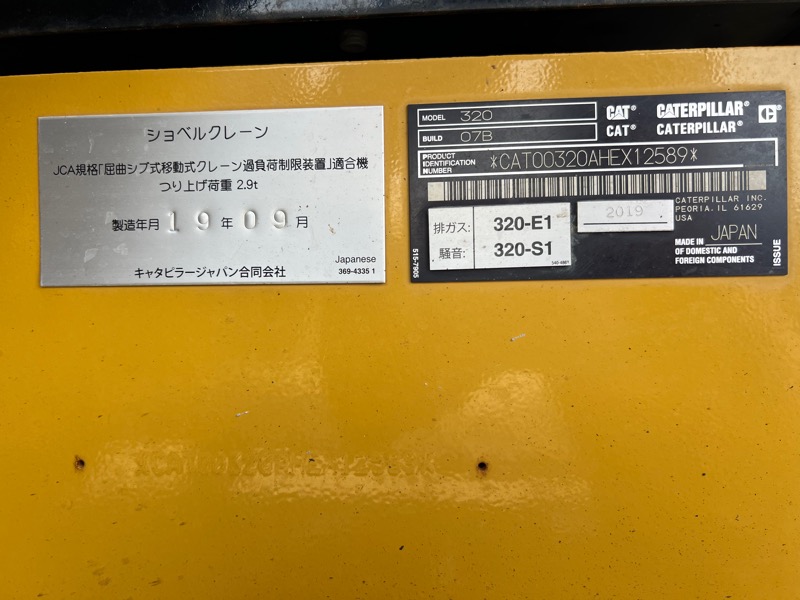 ショベルクレーン
JCA規格「屈曲ジブ式移動式クレーン過負荷制限装置」適合機
つり上げ荷重 2.9t
製造年月 19年09月
Japanese
キャタピラージャパン合同会社
369-4335 1
MODEL 320
CAT® CATERPILLAR® C
BUILD 07B
CAT® CATERPILLAR®
PRODUCT IDENTIFICATION NUMBER *CAT00320AHEX12589*
CATERPILLAR INC.
PEORIA. IL 61629
USA
2019
排ガス: 320-E1
騒音: 320-S1
MADE IN JAPAN
OF DOMESTIC AND
FOREIGN COMPONENTS
ISSUE
515-7905